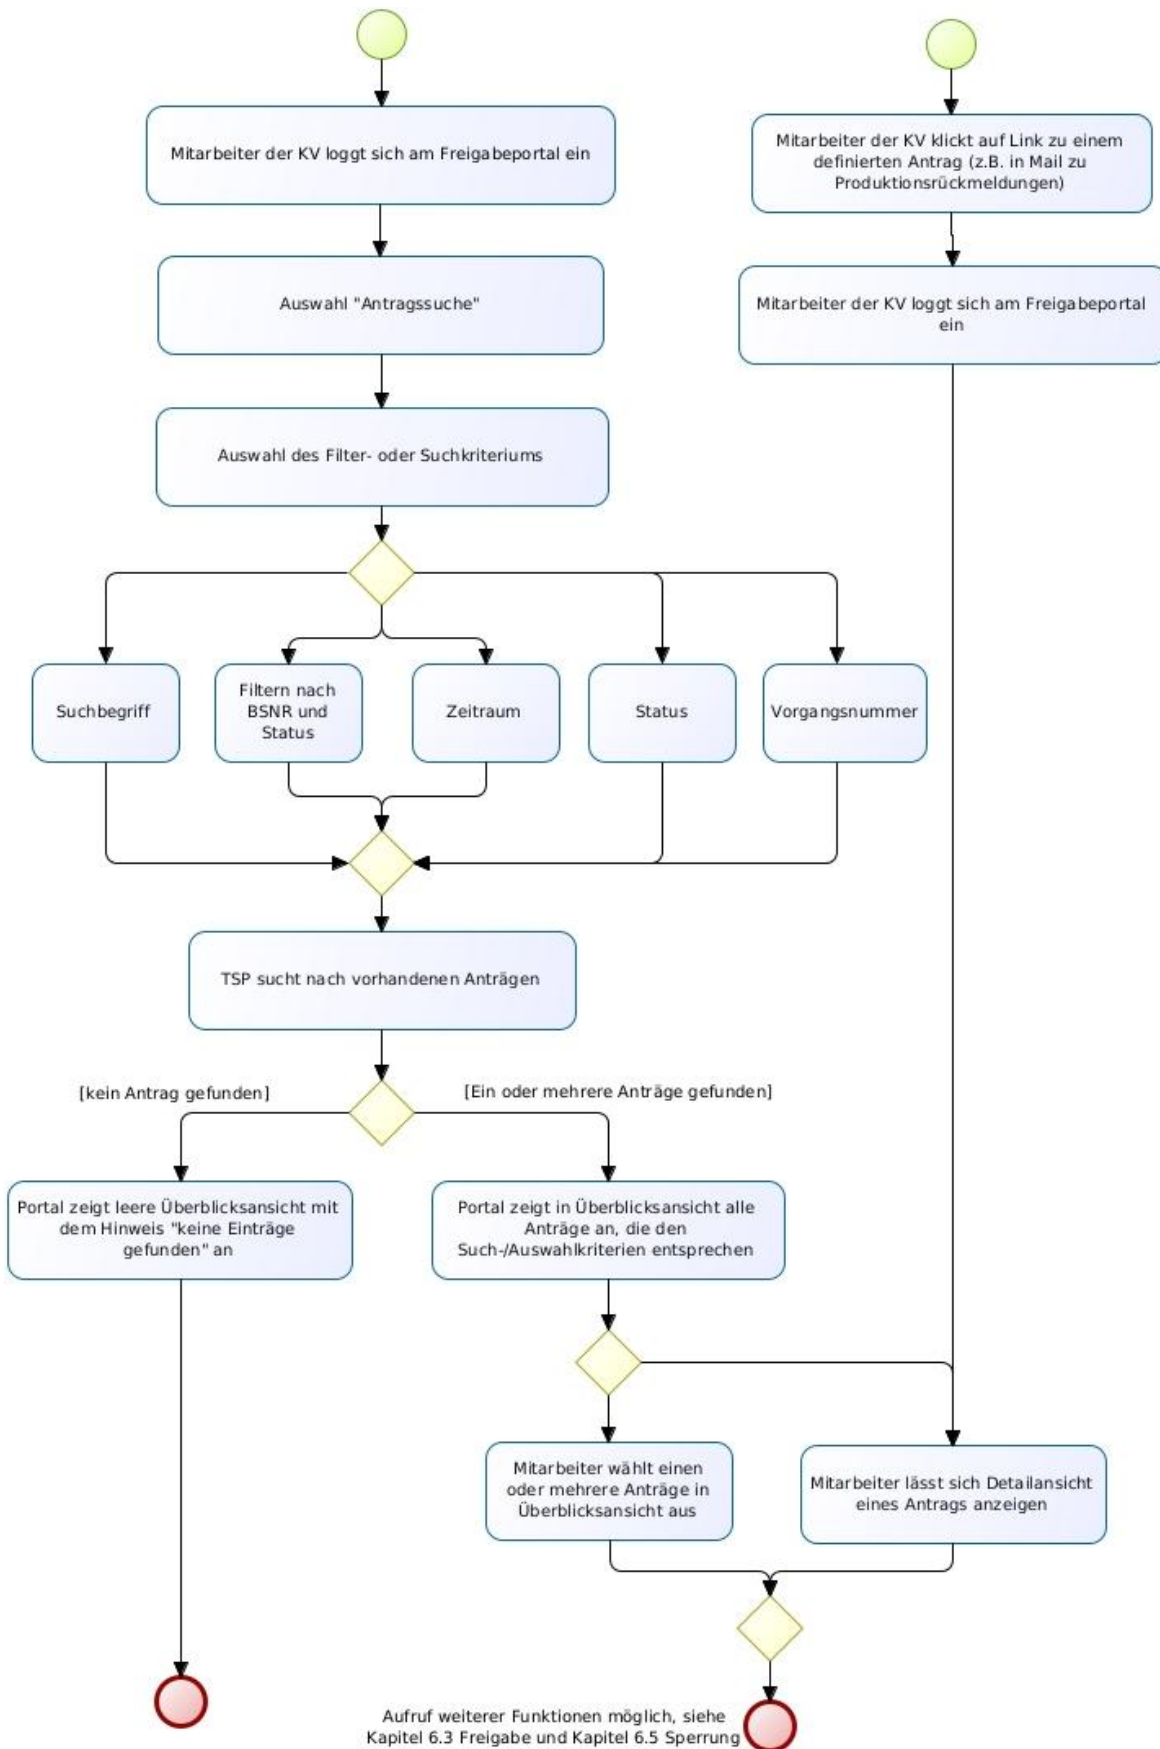 Mitarbeiter der KV loggt sich am Freigabeportal ein
Mitarbeiter der KV klickt auf Link zu einem
definierten Antrag (z.B. in Mail zu
Produktionsrückmeldungen)
Auswahl "Antragssuche"
Mitarbeiter der KV loggt sich am Freigabeportal
ein
Auswahl des Filter- oder Suchkriteriums
Suchbegriff
Filtern nach
BSNR und
Status
Zeitraum
Status
Vorgangsnummer
TSP sucht nach vorhandenen Anträgen
[kein Antrag gefunden]
[Ein oder mehrere Anträge gefunden]
Portal zeigt leere Überblicksansicht mit
dem Hinweis "keine Einträge
gefunden" an
Portal zeigt in Überblicksansicht alle
Anträge an, die den
Such-/Auswahlkriterien entsprechen
Mitarbeiter wählt einen
oder mehrere Anträge in
Überblicksansicht aus
Mitarbeiter lässt sich Detailansicht
eines Antrags anzeigen
Aufruf weiterer Funktionen möglich, siehe
Kapitel 6.3 Freigabe und Kapitel 6.5 Sperrung